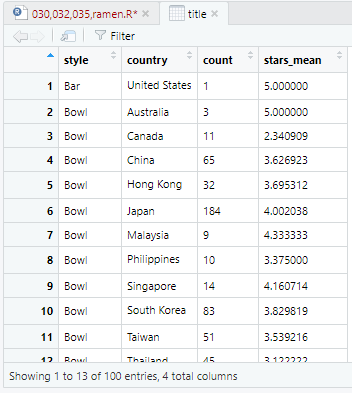 030,032,035,ramen.R* × title ×
Filter
style country count stars_mean
1 Bar United States 1 5.000000
2 Bowl Australia 3 5.000000
3 Bowl Canada 11 2.340909
4 Bowl China 65 3.626923
5 Bowl Hong Kong 32 3.695312
6 Bowl Japan 184 4.002038
7 Bowl Malaysia 9 4.333333
8 Bowl Philippines 10 3.375000
9 Bowl Singapore 14 4.160714
10 Bowl South Korea 83 3.829819
11 Bowl Taiwan 51 3.539216
12 Bowl Thailand 45 3.122222
Showing 1 to 13 of 100 entries, 4 total columns